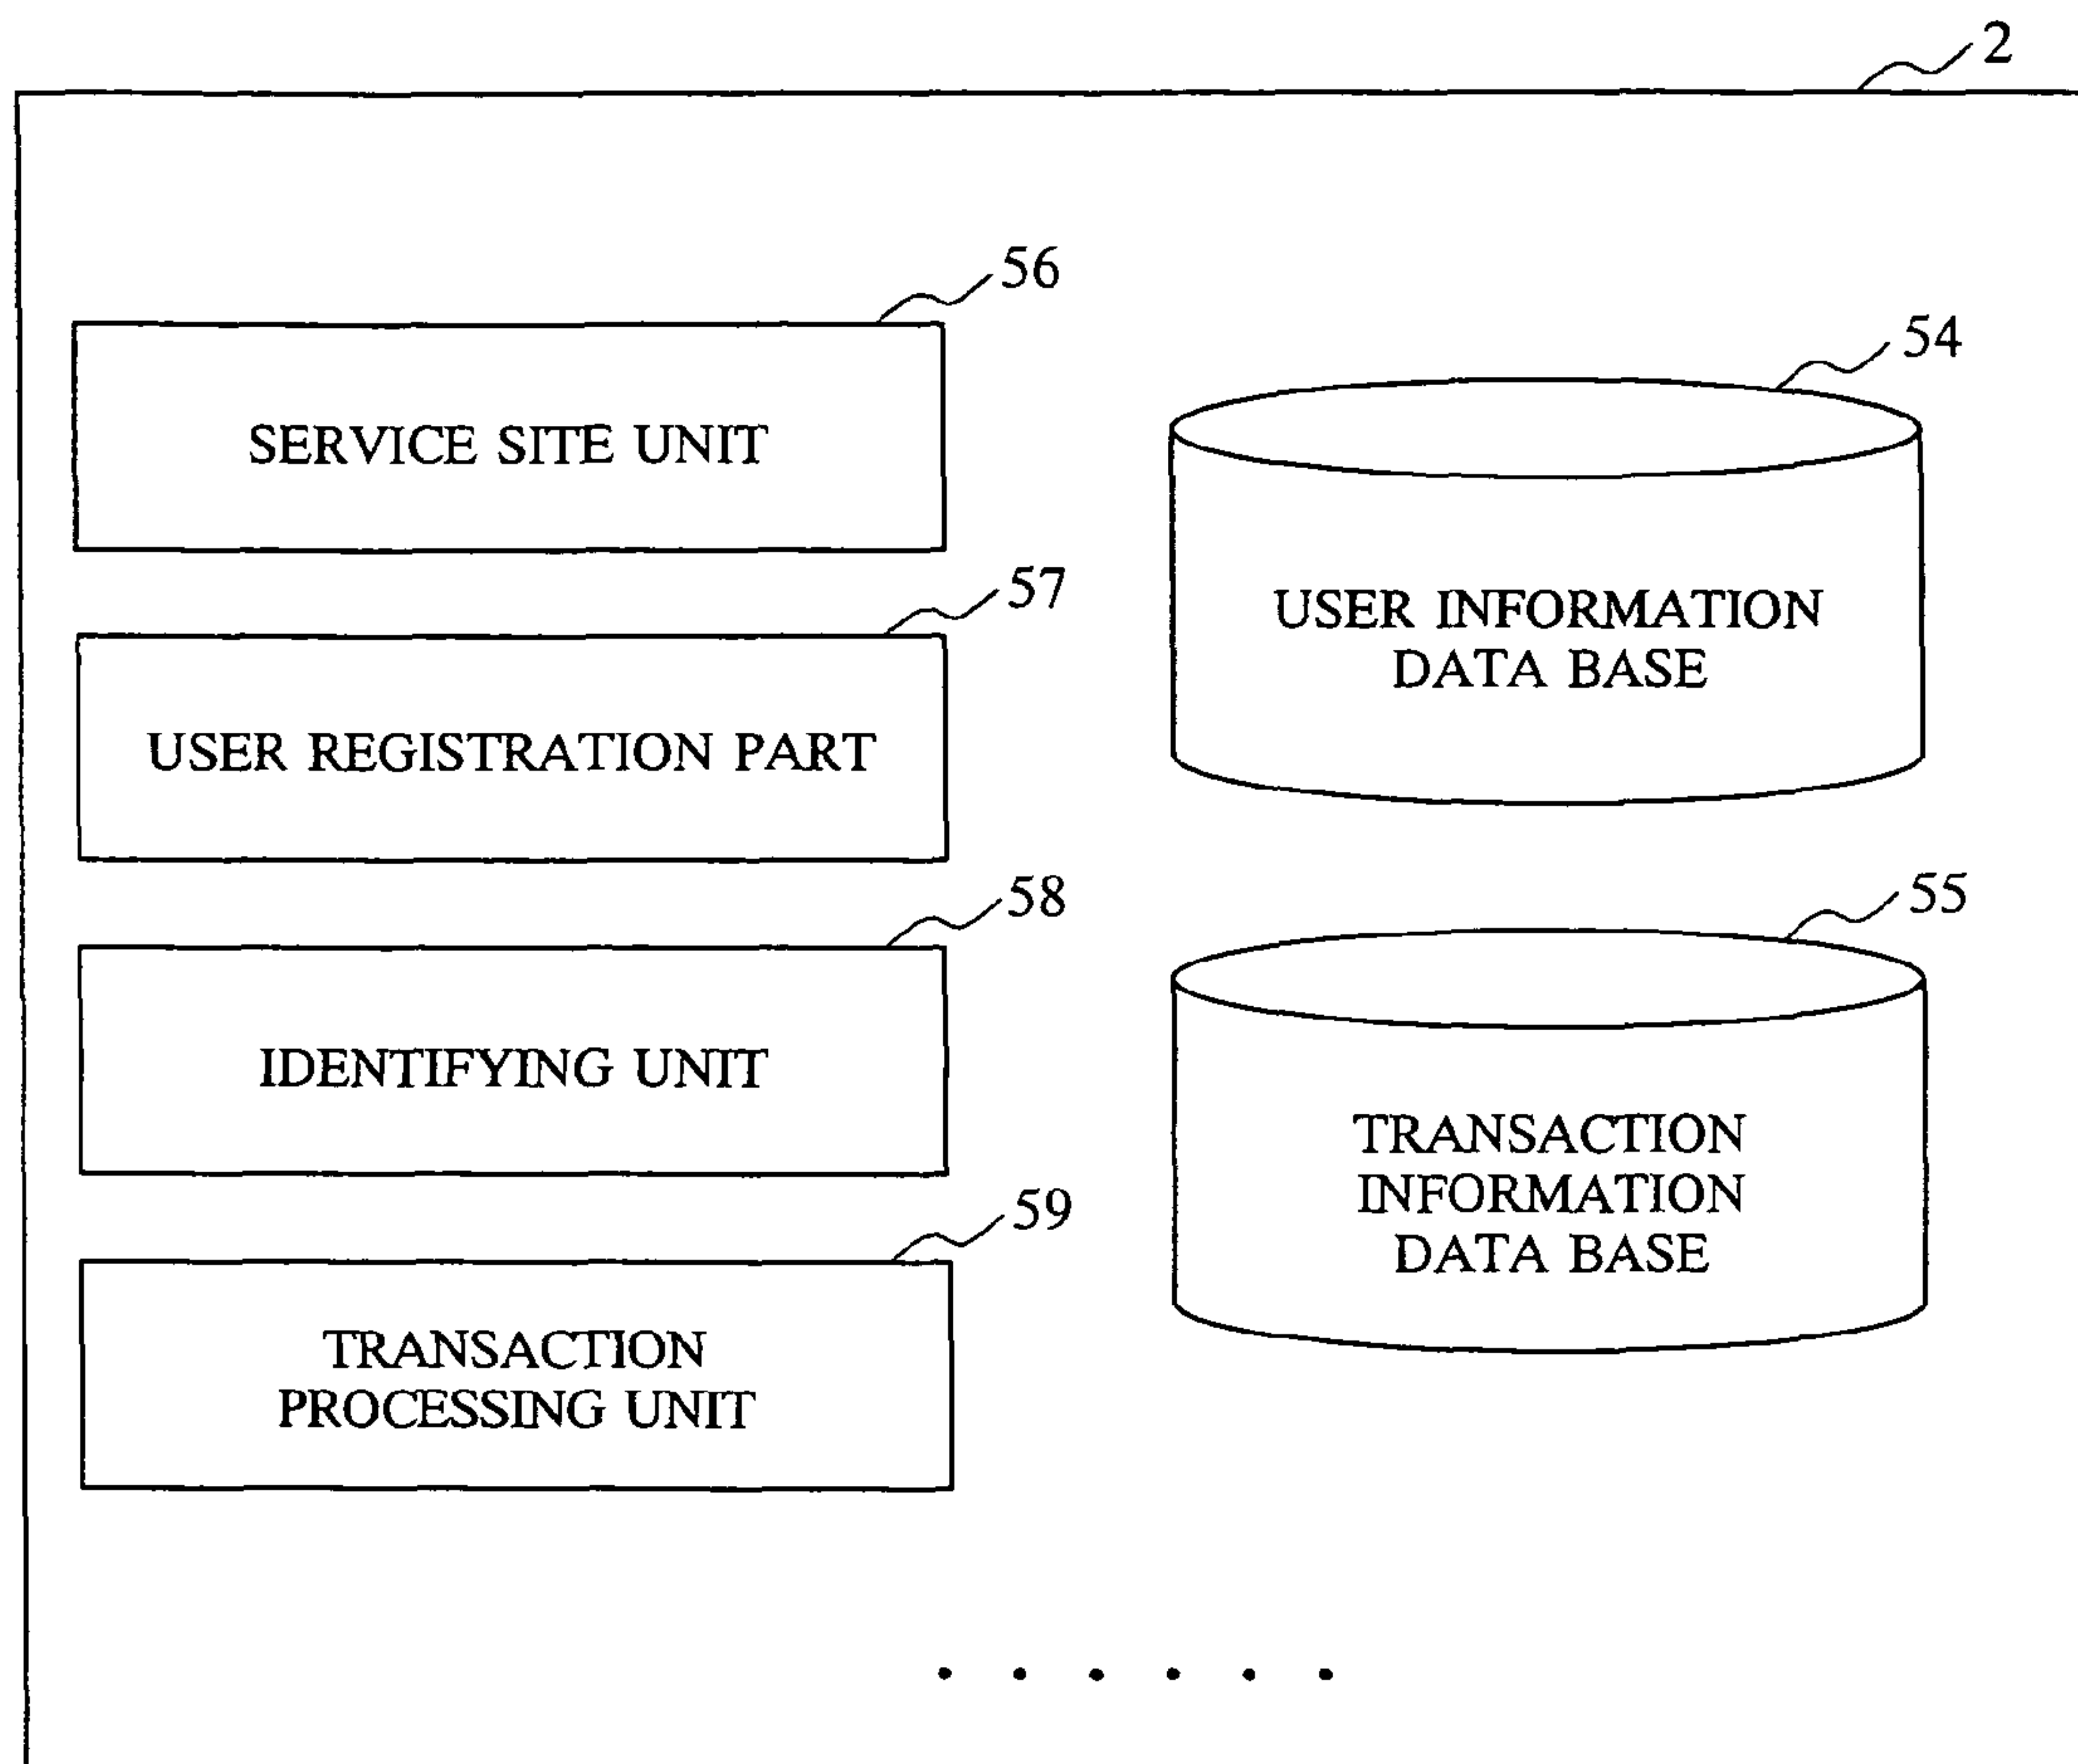 2
56
SERVICE SITE UNIT
57
USER REGISTRATION PART
58
IDENTIFYING UNIT
59
TRANSACTION
PROCESSING UNIT
54
USER INFORMATION
DATA BASE
55
TRANSACTION
INFORMATION
DATA BASE
. . . . . .